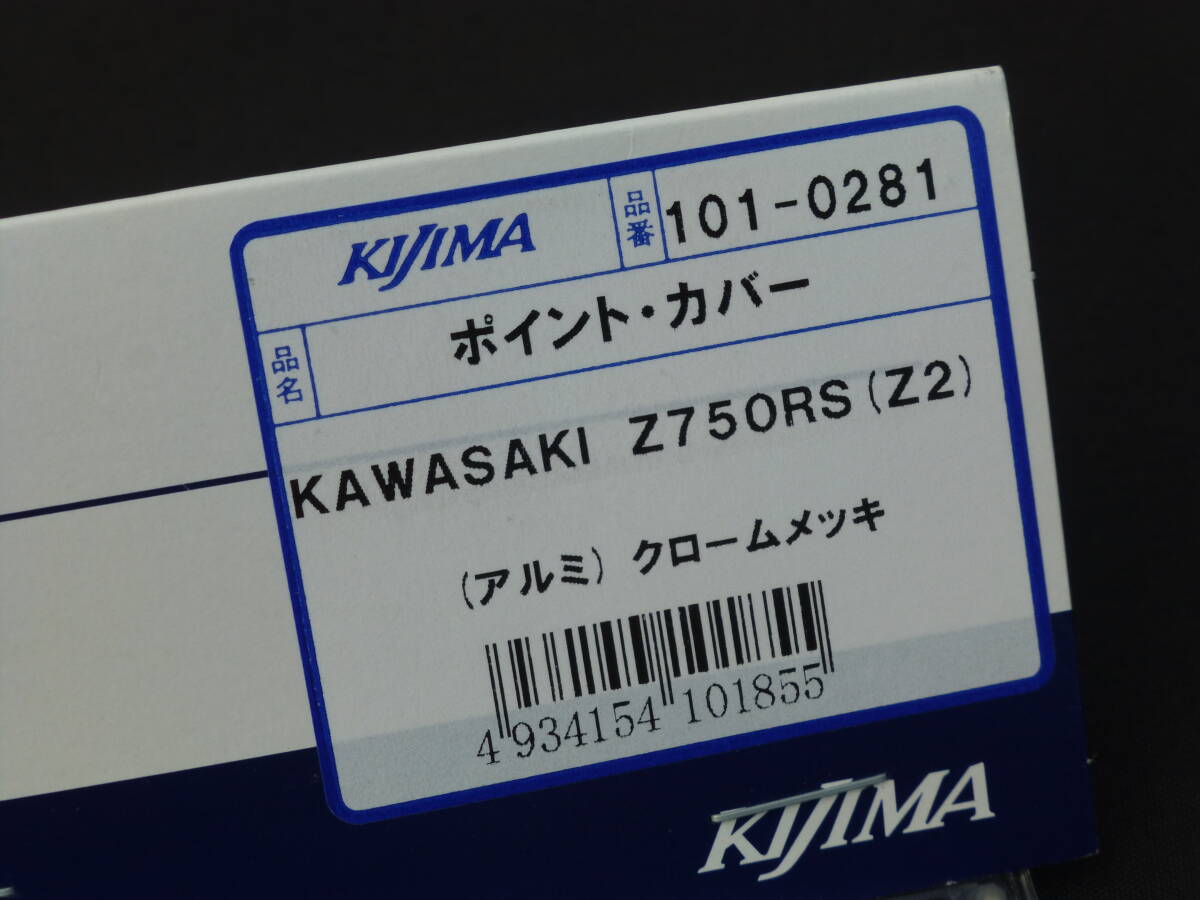 KIJIMA 品番 101-0281
品名 ポイント・カバー
KAWASAKI Z750RS(Z2)
(アルミ) クロームメッキ
4 934154 101855
KIJIMA